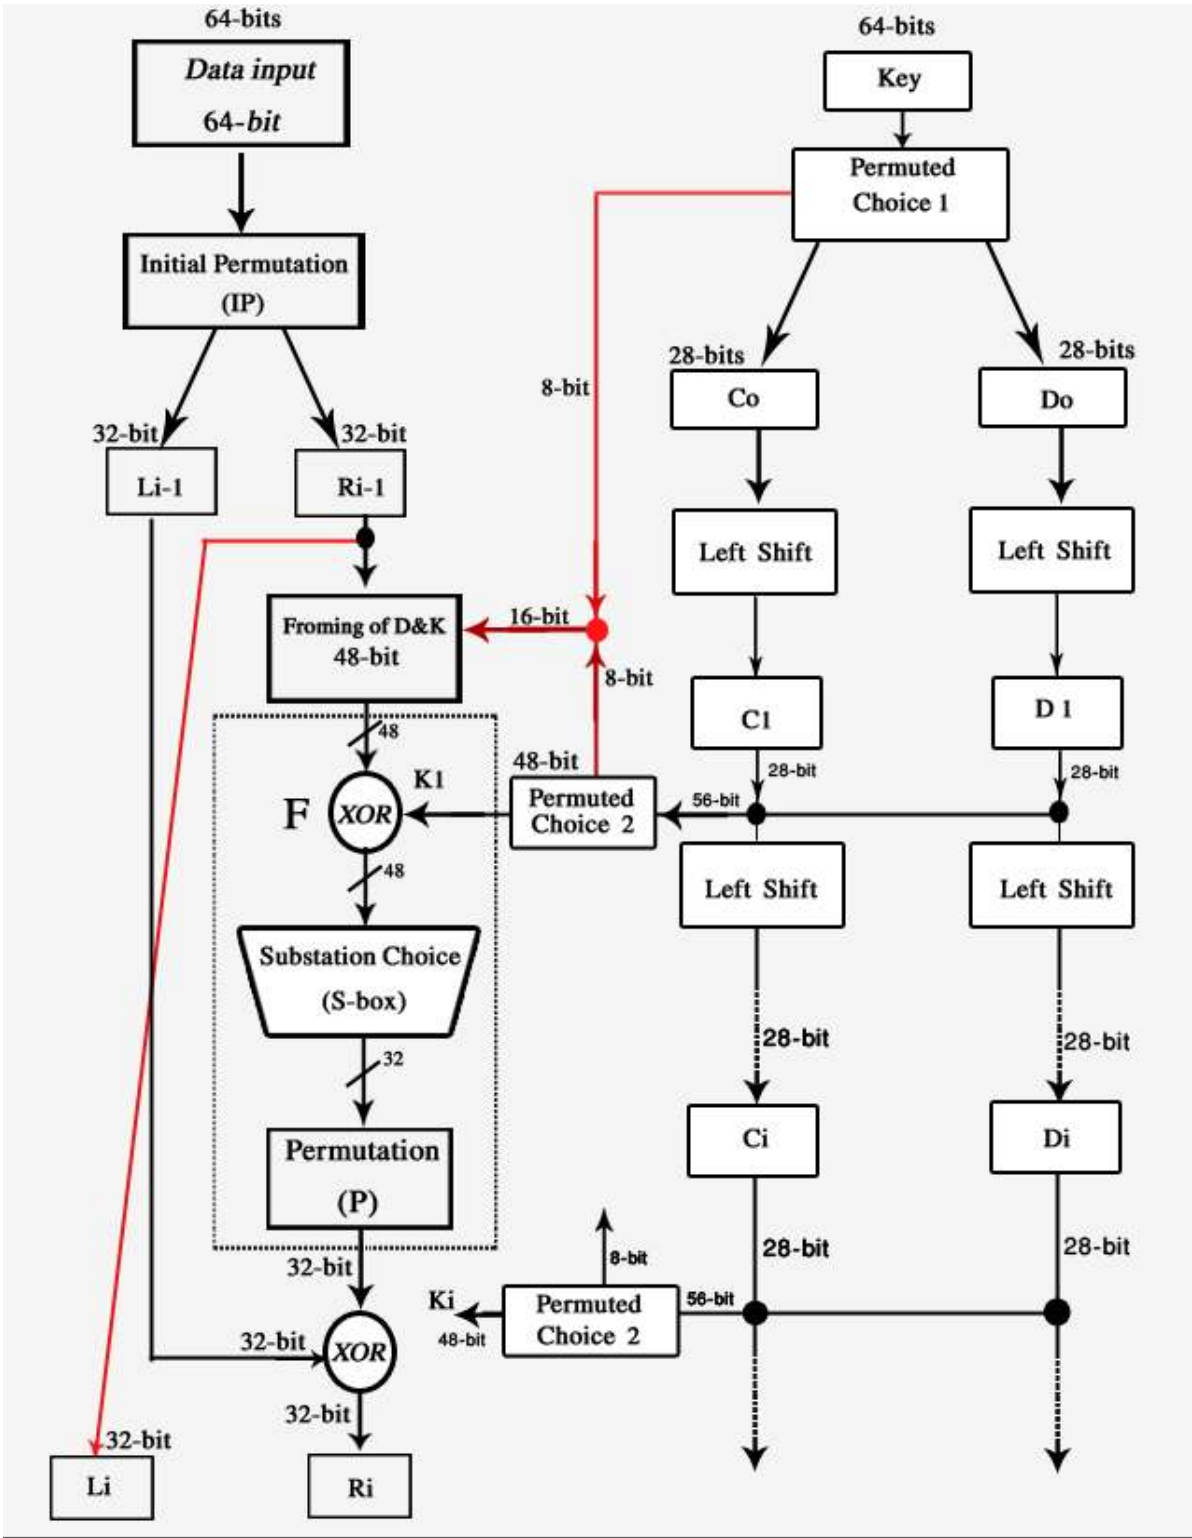 64-bits
Data input
64-bit
Initial Permutation
(IP)
32-bit
32-bit
Li-1
Ri-1
Froming of D&K
48-bit
16-bit
8-bit
8-bit
48
F
XOR
K1
48-bit
48
Substation Choice
(S-box)
32
Permutation
(P)
32-bit
32-bit
XOR
32-bit
32-bit
Li
Ri
64-bits
Key
Permuted
Choice 1
28-bits
28-bits
Co
Do
Left Shift
Left Shift
C1
D 1
28-bit
28-bit
Permuted
Choice 2
56-bit
Left Shift
Left Shift
28-bit
28-bit
Ci
Di
28-bit
28-bit
8-bit
Ki
48-bit
Permuted
Choice 2
56-bit